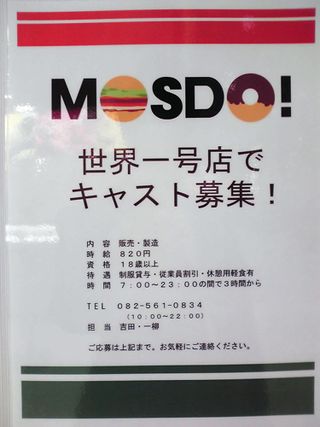 MOSDO!
世界一号店で
キャスト募集！
内 容 販売・製造
時 給 820円
資 格 18歳以上
待 遇 制服貸与・従業員割引・休憩用軽食有
時 間 7：00～23：00の間で3時間から
TEL 082-561-0834
（10：00～22：00）
担 当 吉田・一柳
ご応募は上記まで。お気軽にご連絡ください。